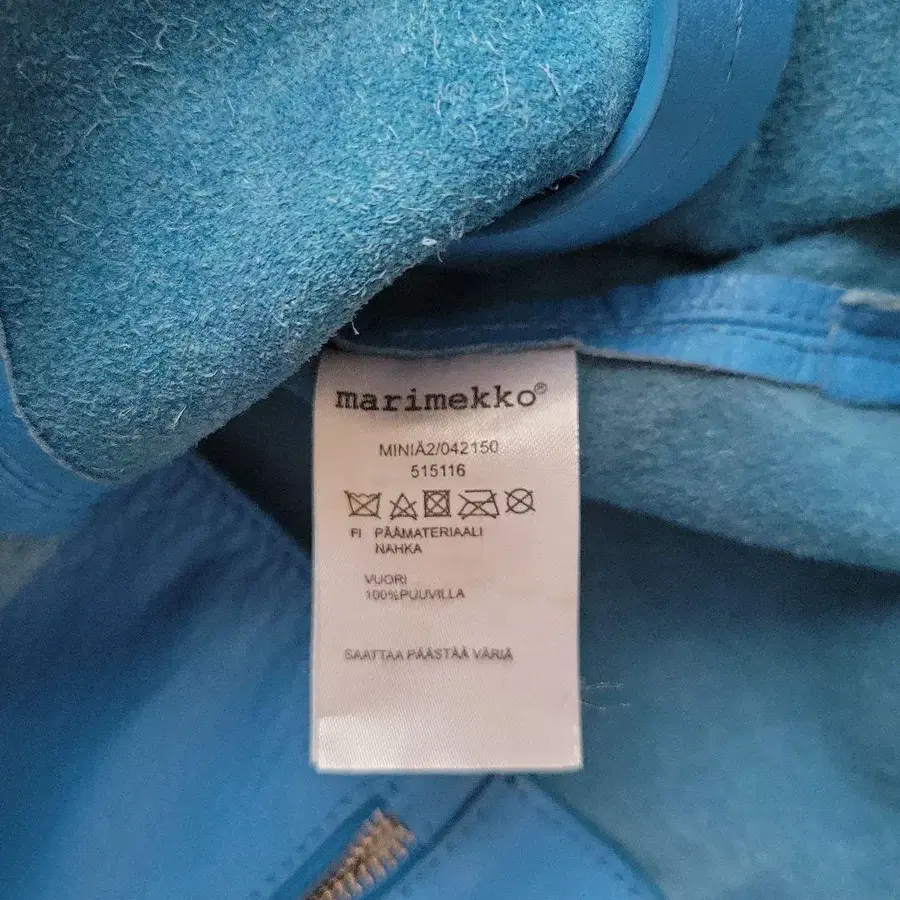 marimekko®
MINIÄ2/042150
515116
FI PÄÄMATERIAALI
NAHKA
VUORI
100%PUUVILLA
SAATTAA PÄÄSTÄÄ VÄRIÄ